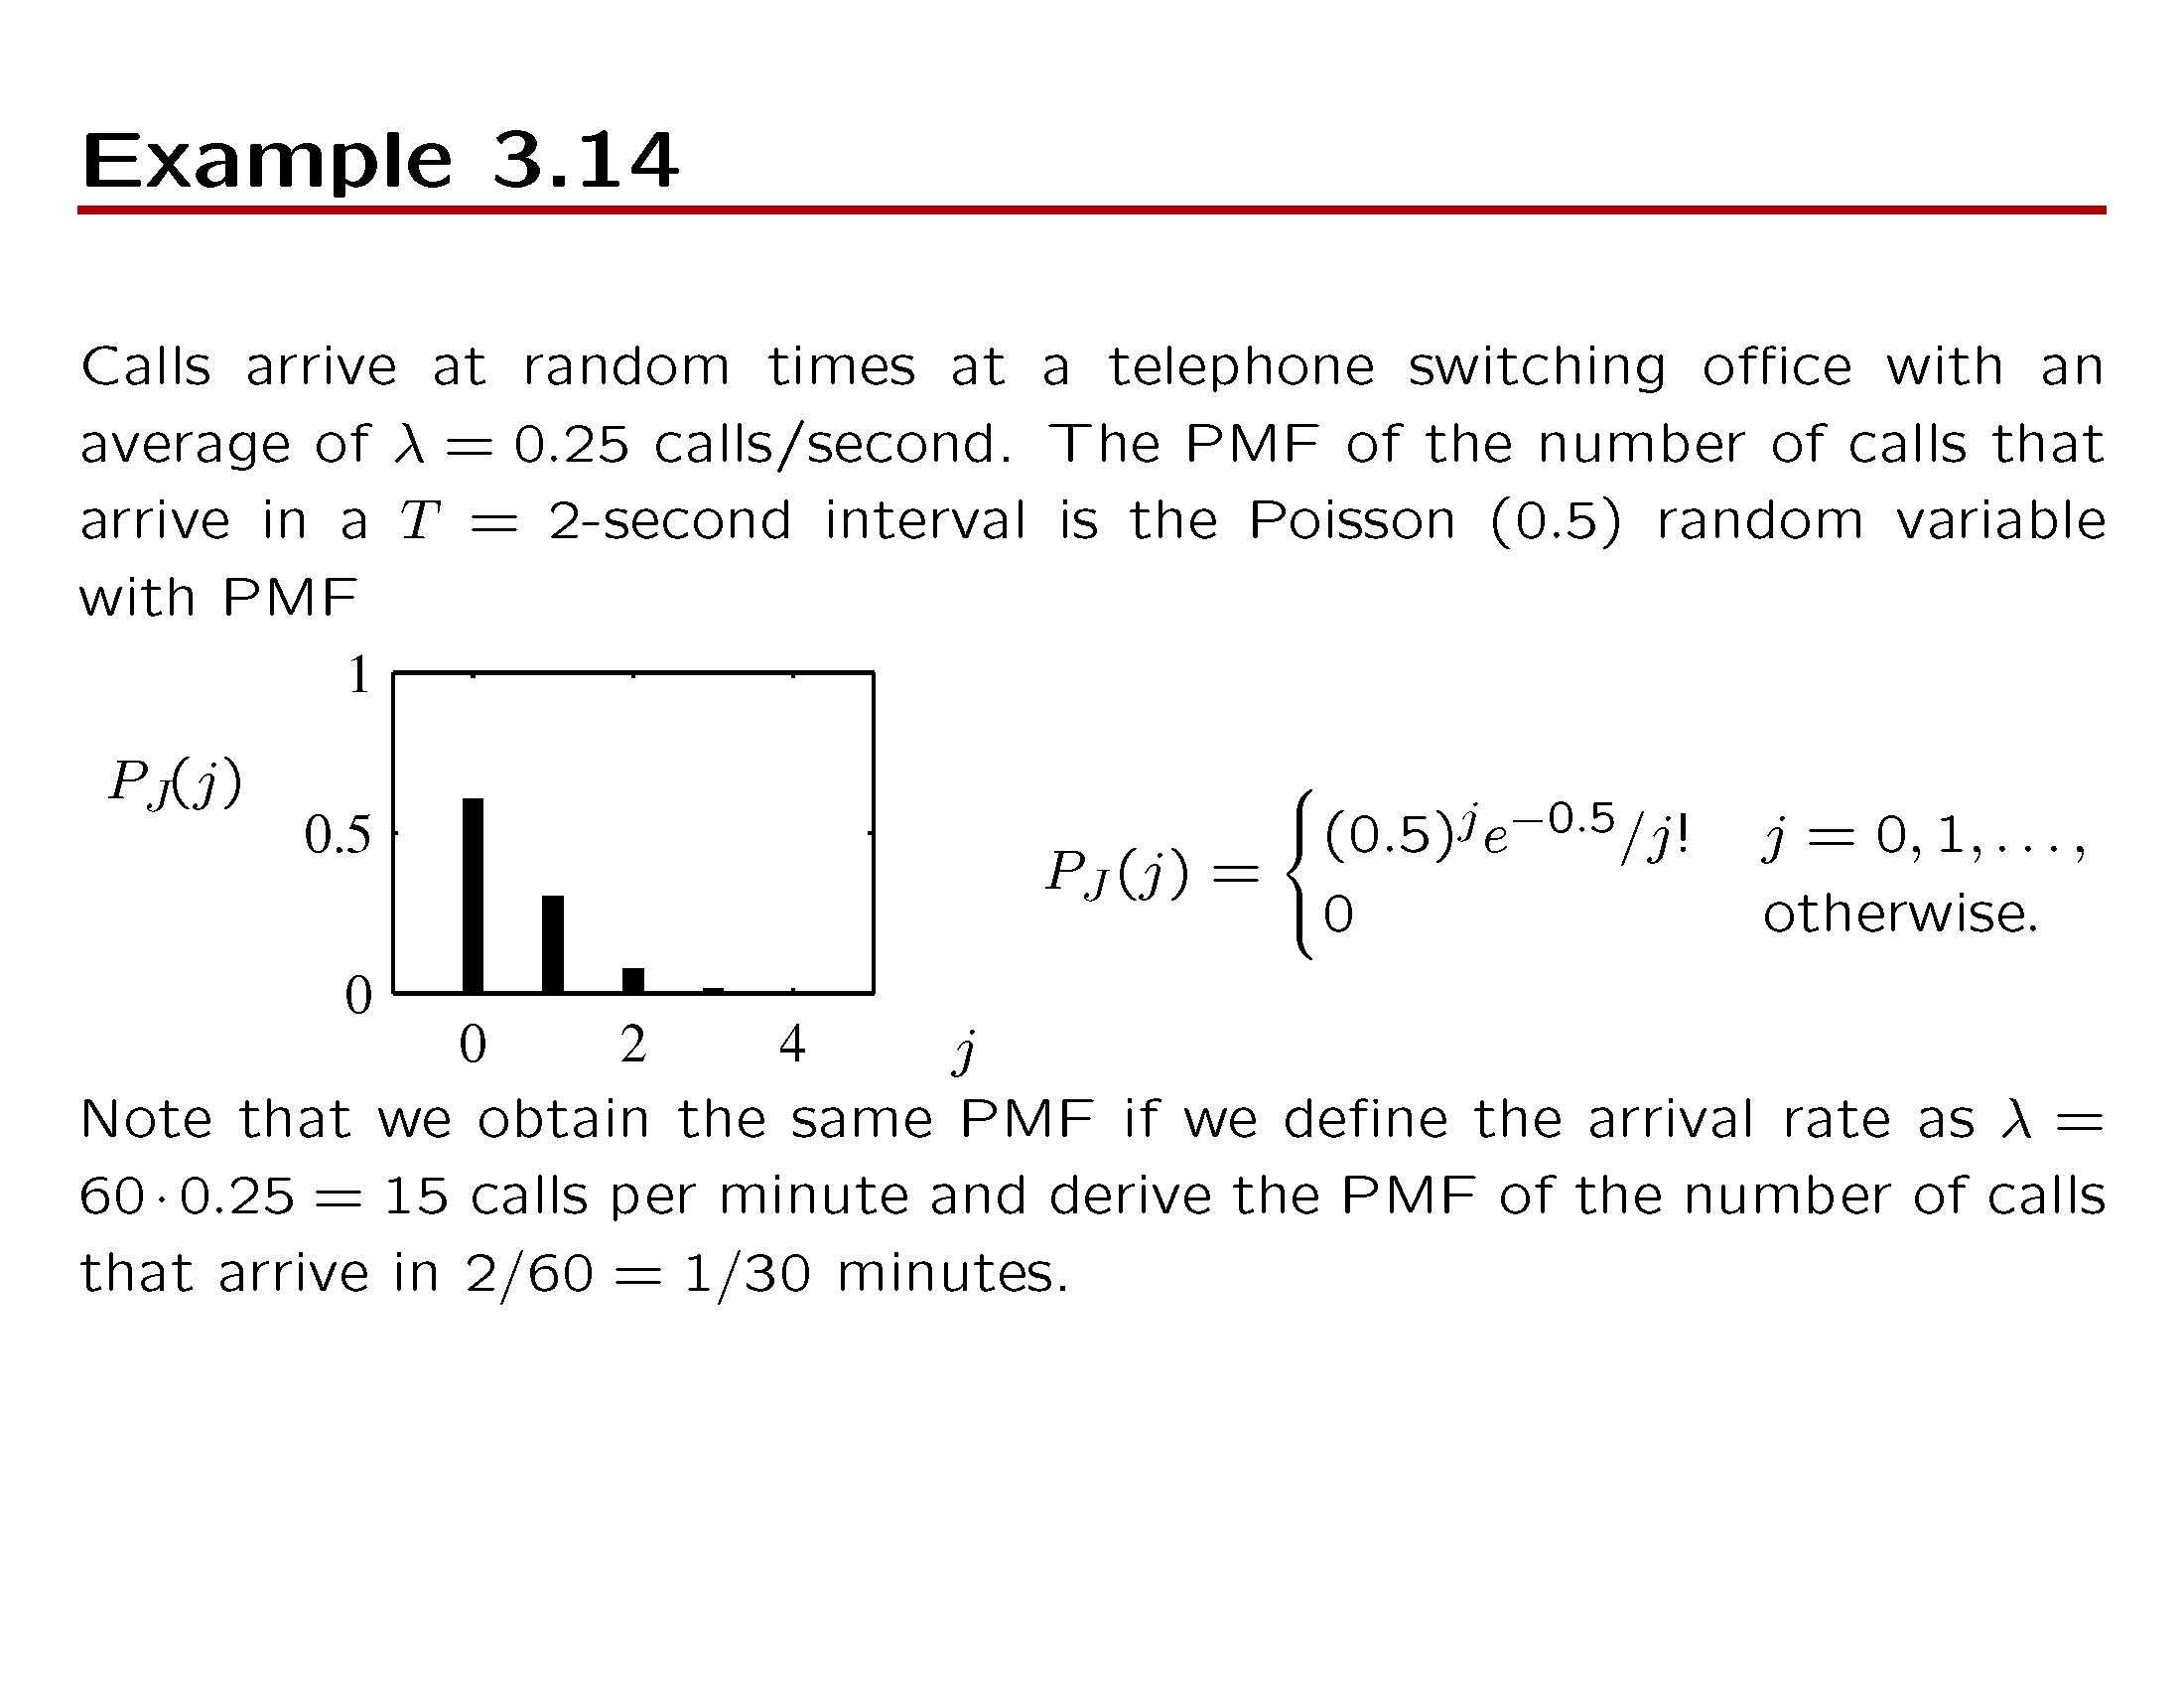 Example 3.14
Calls arrive at random times at a telephone switching office with an
average of λ = 0.25 calls/second. The PMF of the number of calls that
arrive in a T = 2-second interval is the Poisson (0.5) random variable
with PMF
1
P_J(j)
0.5
0
0 2 4 j
P_J(j) = { (0.5)^j e^{−0.5}/j! j = 0, 1, . . . ,
0 otherwise.
Note that we obtain the same PMF if we define the arrival rate as λ =
60 · 0.25 = 15 calls per minute and derive the PMF of the number of calls
that arrive in 2/60 = 1/30 minutes.